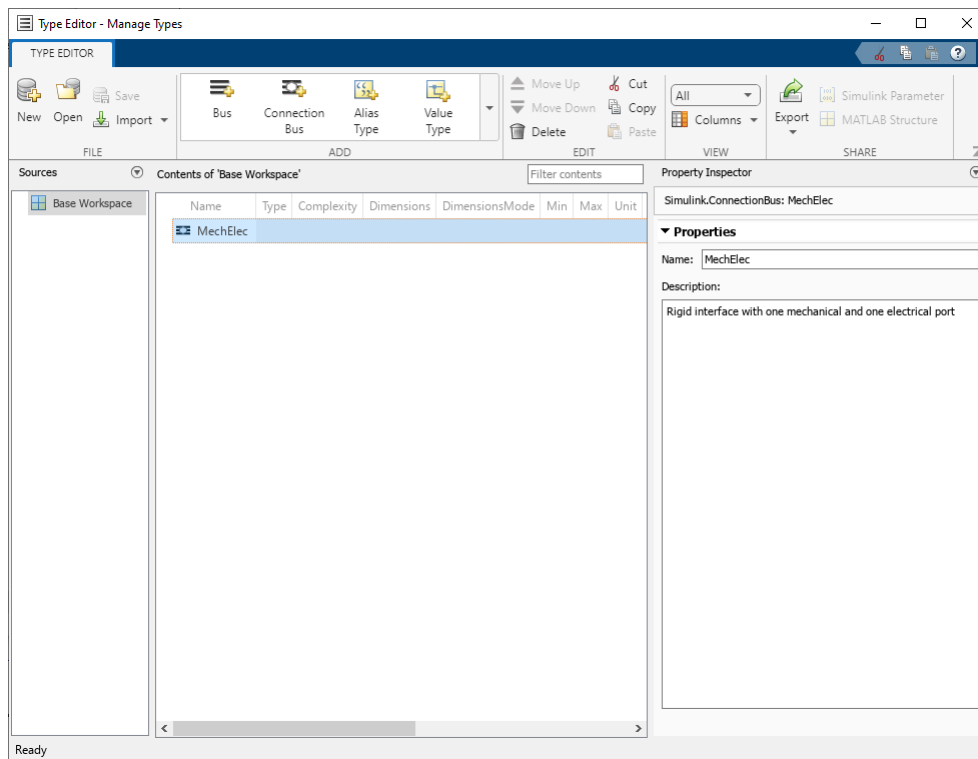 Type Editor - Manage Types
TYPE EDITOR
New
Open
Save
Import
FILE
Bus
Connection
Bus
Alias
Type
Value
Type
ADD
Move Up
Move Down
Delete
Cut
Copy
Paste
EDIT
All
Columns
VIEW
Export
Simulink Parameter
MATLAB Structure
SHARE
Sources
Base Workspace
Contents of 'Base Workspace'
Filter contents
Name Type Complexity Dimensions DimensionsMode Min Max Unit
MechElec
Property Inspector
Simulink.ConnectionBus: MechElec
Properties
Name: MechElec
Description:
Rigid interface with one mechanical and one electrical port
Ready